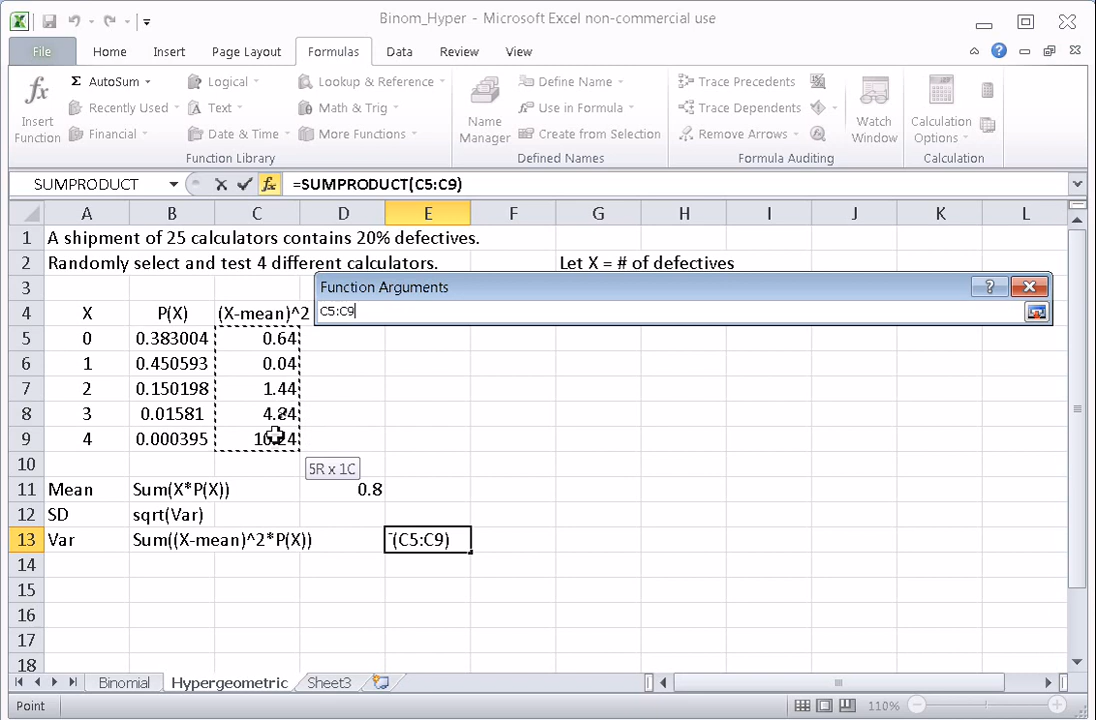 Binom_Hyper - Microsoft Excel non-commercial use
File Home Insert Page Layout Formulas Data Review View
Σ AutoSum Logical Lookup & Reference Define Name Trace Precedents
fx Recently Used Text Math & Trig Use in Formula Trace Dependents
Insert Function Financial Date & Time More Functions Name Manager Create from Selection Remove Arrows Watch Window Calculation Options
Function Library Defined Names Formula Auditing Calculation
SUMPRODUCT fx =SUMPRODUCT(C5:C9)
A B C D E F G H I J K L
1 A shipment of 25 calculators contains 20% defectives.
2 Randomly select and test 4 different calculators. Let X = # of defectives
3 Function Arguments
C5:C9
4 X P(X) (X-mean)^2
5 0 0.383004 0.64
6 1 0.450593 0.04
7 2 0.150198 1.44
8 3 0.01581 4.84
9 4 0.000395 10.24
10 5R x 1C
11 Mean Sum(X*P(X)) 0.8
12 SD sqrt(Var)
13 Var Sum((X-mean)^2*P(X)) (C5:C9)
14
15
16
17
18
Binomial Hypergeometric Sheet3
Point 110%